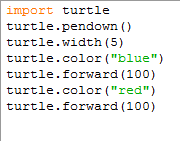 import turtle
turtle.pendown()
turtle.width(5)
turtle.color("blue")
turtle.forward(100)
turtle.color("red")
turtle.forward(100)